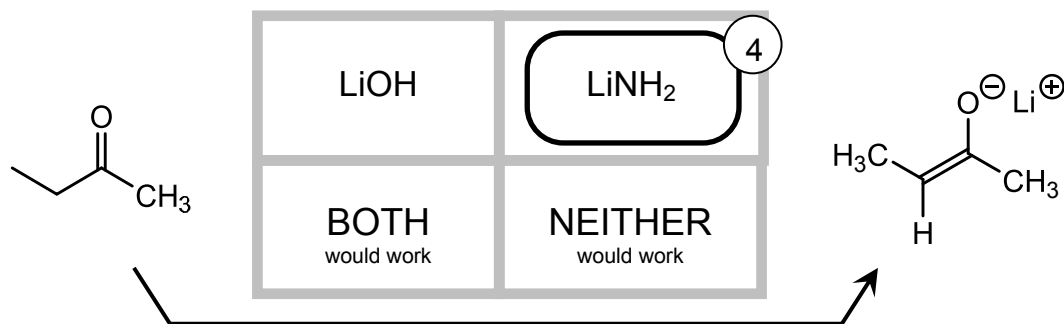 O
CH₃
LiOH
LiNH₂
4
BOTH
would work
NEITHER
would work
O⊖ Li⊕
H₃C
CH₃
H